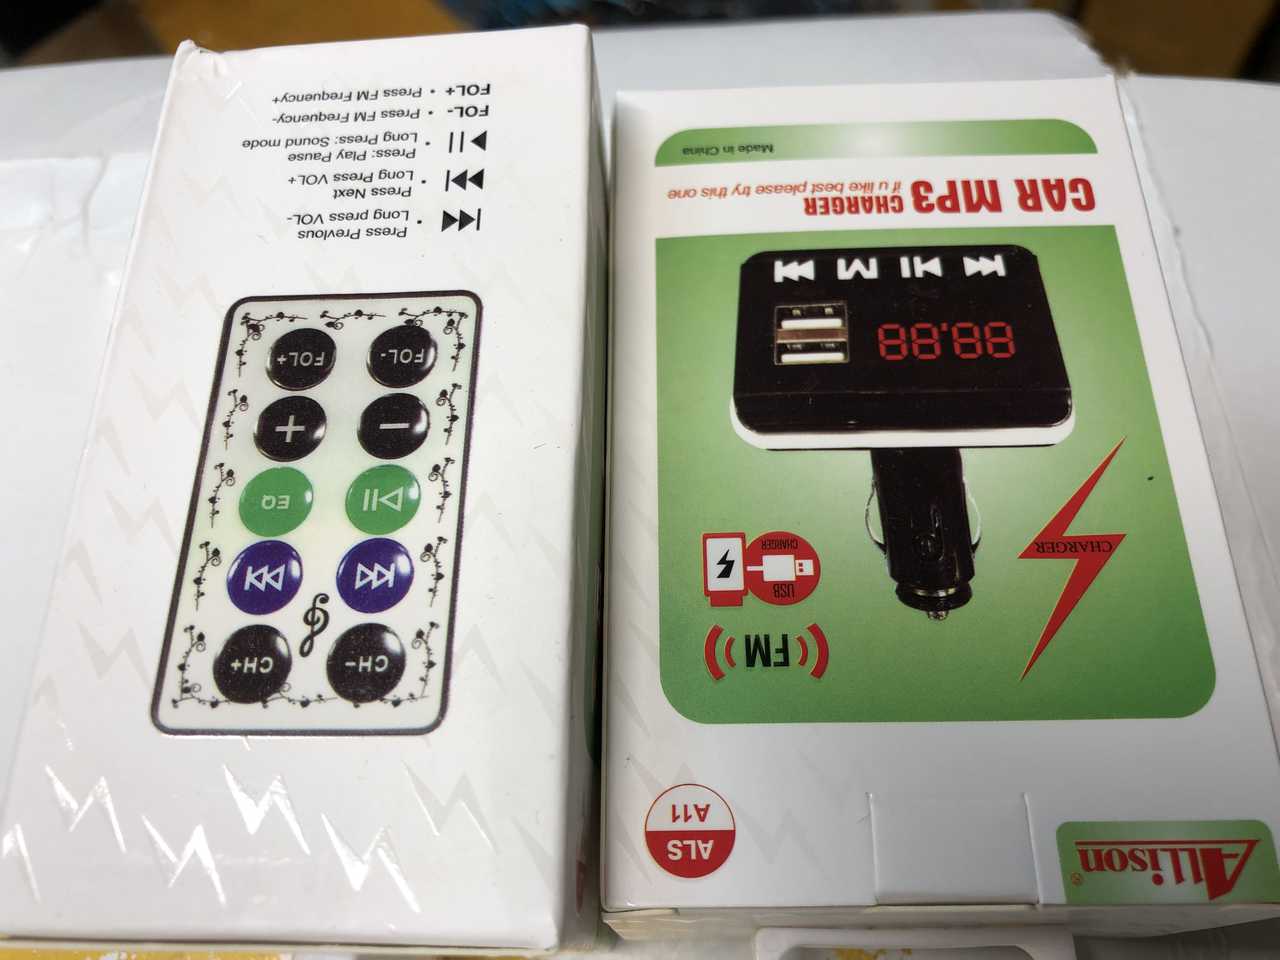 Allison®
ALS
A11
FM
USB
CHARGER
CHARGER
88.88
M
CAR MP3 CHARGER
if u like best please try this one
Made in China
CH- CH+
EQ
- +
FOL- FOL+
Press Previous
Long press VOL-
Press Next
Long Press VOL+
Press: Play Pause
Long Press: Sound mode
FOL- • Press FM Frequency-
FOL+ • Press FM Frequency+